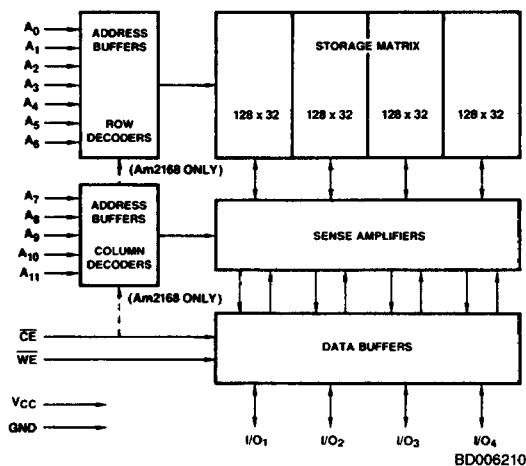 A0
A1
A2
A3
A4
A5
A6
ADDRESS
BUFFERS
ROW
DECODERS
STORAGE MATRIX
128 x 32
128 x 32
128 x 32
128 x 32
(Am2168 ONLY)
A7
A8
A9
A10
A11
ADDRESS
BUFFERS
COLUMN
DECODERS
SENSE AMPLIFIERS
(Am2168 ONLY)
CE
WE
DATA BUFFERS
VCC
GND
I/O1
I/O2
I/O3
I/O4
BD006210